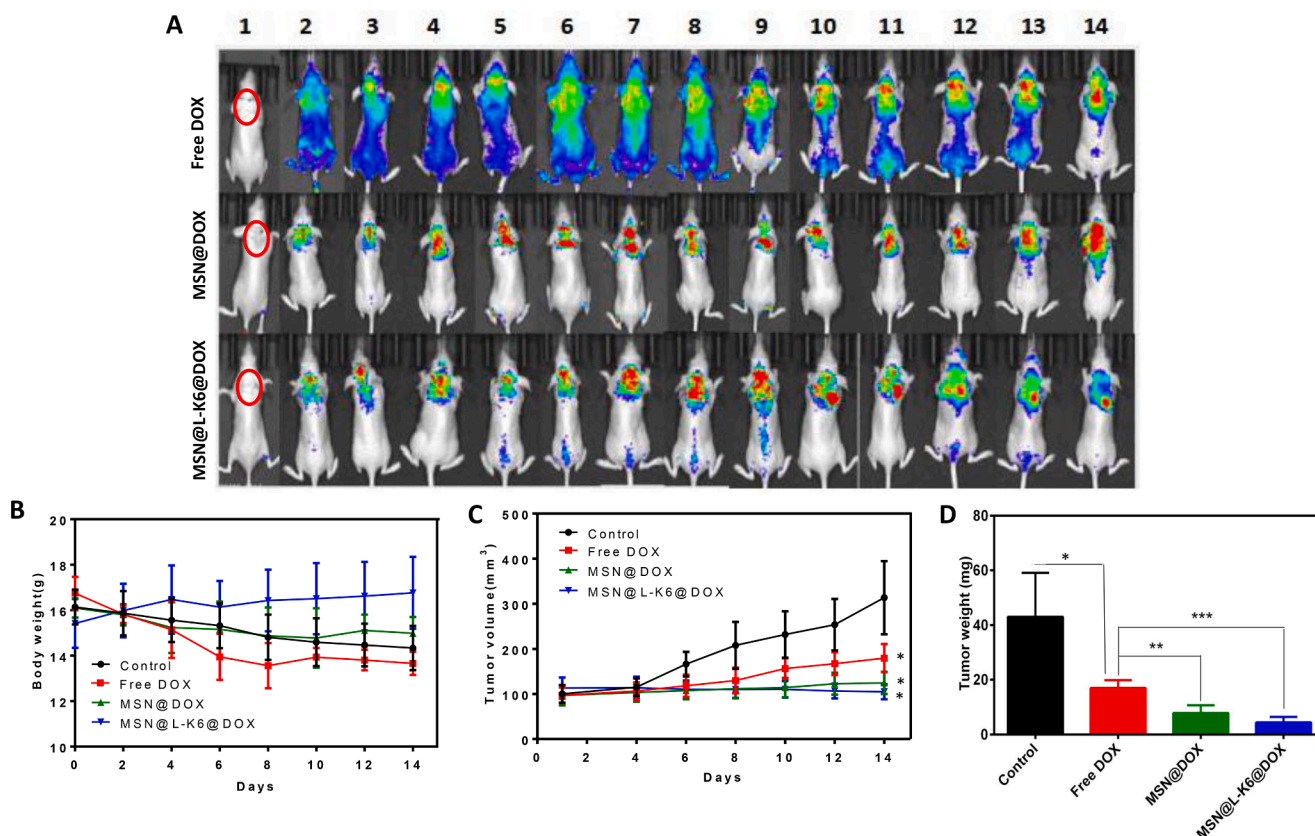 A
1 2 3 4 5 6 7 8 9 10 11 12 13 14
Free DOX
MSN@DOX
MSN@L-K6@DOX
B
Body weight(g)
20
18
16
14
12
10
Control
Free DOX
MSN@DOX
MSN@L-K6@DOX
0 2 4 6 8 10 12 14
Days
C
Tumor volume(mm³)
500
400
300
200
100
0
Control
Free DOX
MSN@DOX
MSN@L-K6@DOX
*
*
*
0 2 4 6 8 10 12 14
Days
D
Tumor weight (mg)
80
60
40
20
0
*
***
**
Control
Free DOX
MSN@DOX
MSN@L-K6@DOX